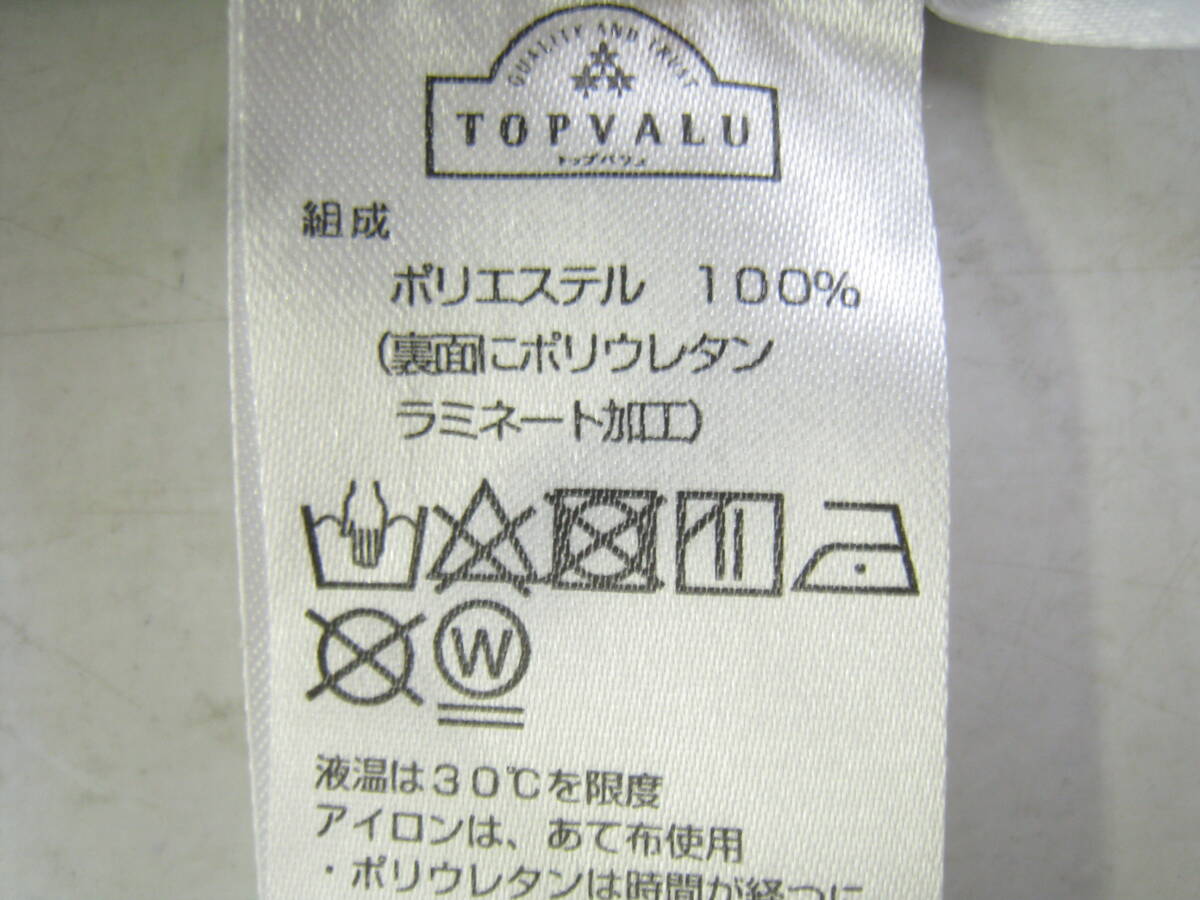 QUALITY AND TRUST
TOPVALU
トップバリュ
組成
ポリエステル　100%
(裏面にポリウレタン
ラミネート加工)
W
液温は30℃を限度
アイロンは、あて布使用
・ポリウレタンは時間が経つに